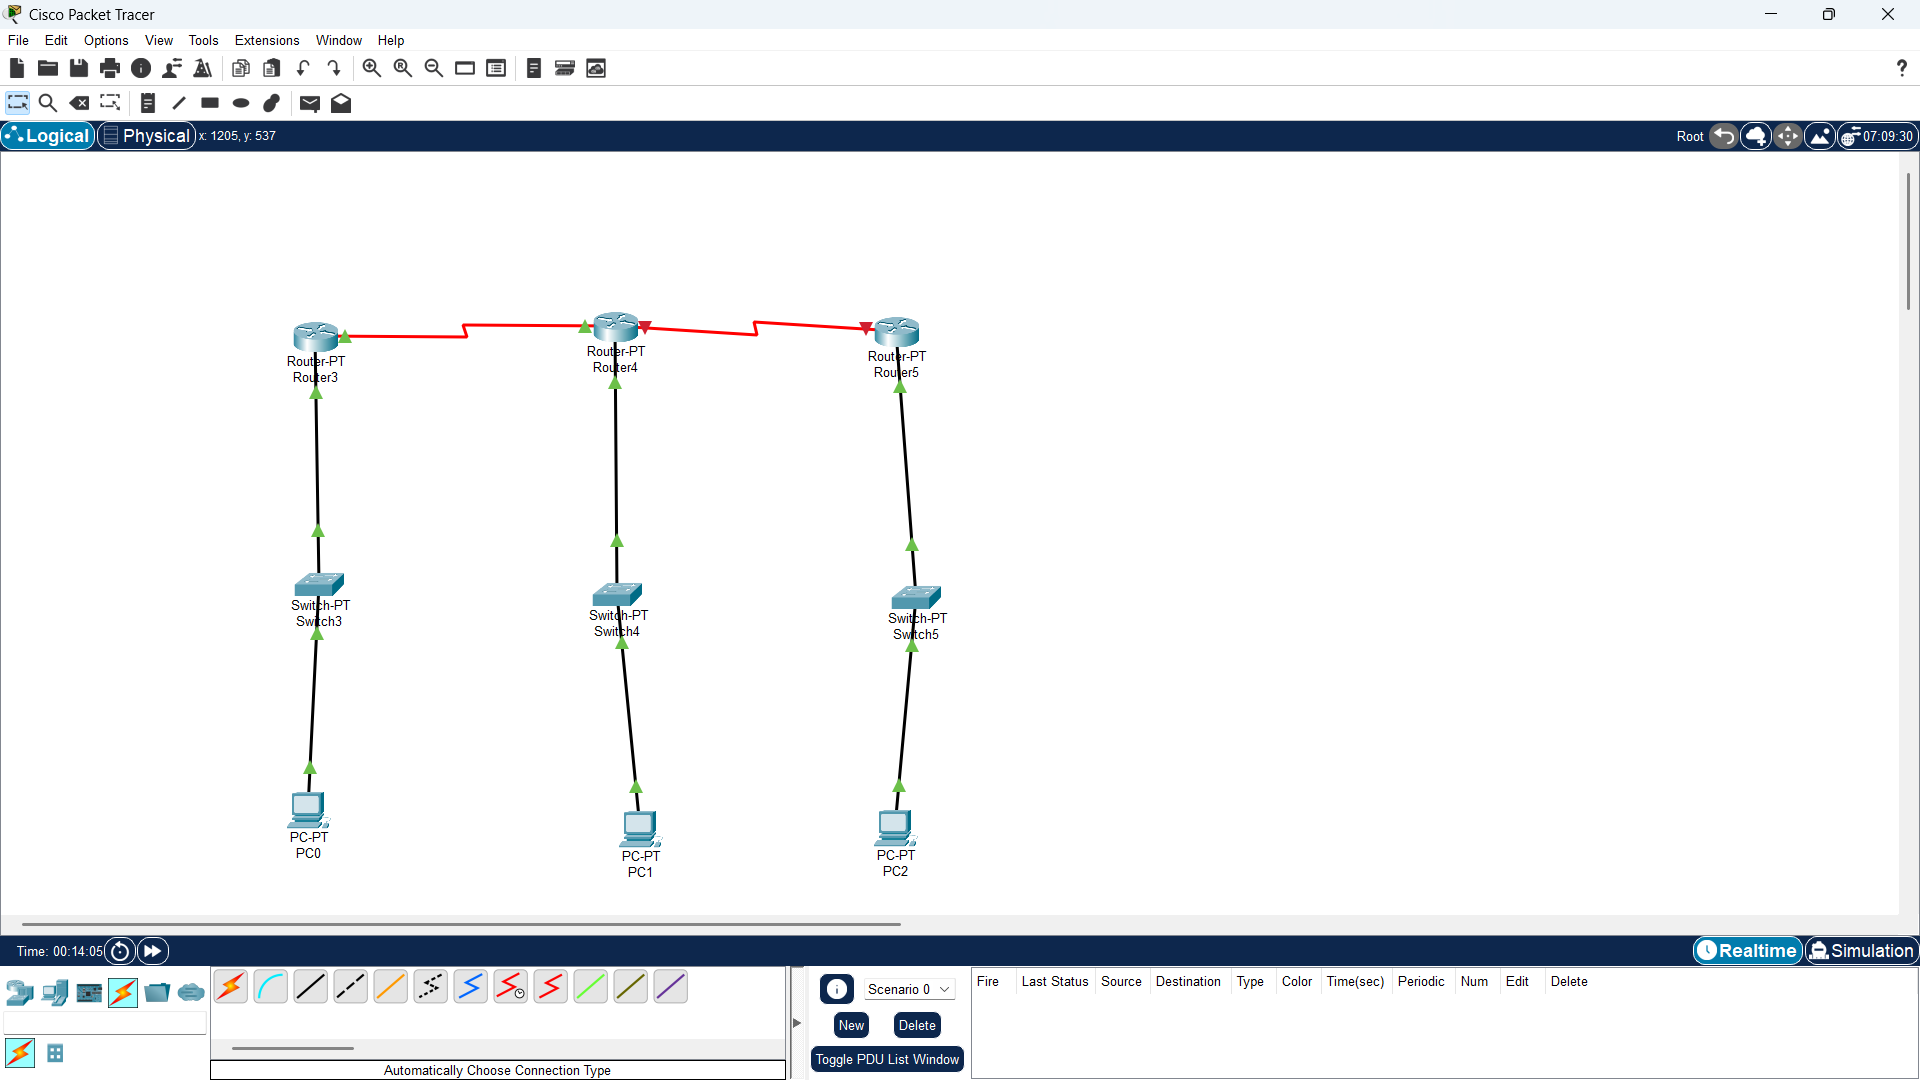 Cisco Packet Tracer
File Edit Options View Tools Extensions Window Help
Logical Physical x: 1205, y: 537 Root 07:09:30
Router-PT
Router3
Router-PT
Router4
Router-PT
Router5
Switch-PT
Switch3
Switch-PT
Switch4
Switch-PT
Switch5
PC-PT
PC0
PC-PT
PC1
PC-PT
PC2
Time: 00:14:05 Realtime Simulation
Scenario 0
New Delete
Toggle PDU List Window
Fire Last Status Source Destination Type Color Time(sec) Periodic Num Edit Delete
Automatically Choose Connection Type